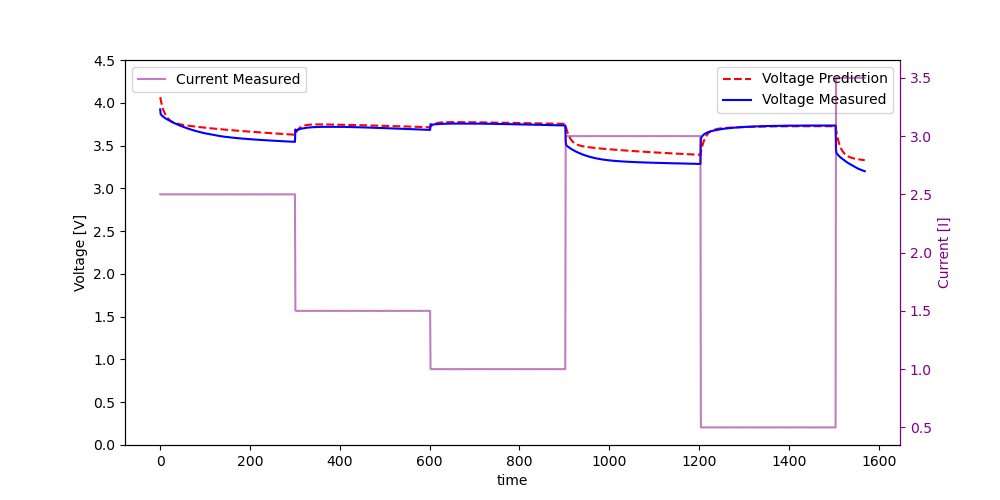 Current Measured
Voltage Prediction
Voltage Measured
4.5
4.0
3.5
3.0
2.5
2.0
1.5
1.0
0.5
0.0
Voltage [V]
3.5
3.0
2.5
2.0
1.5
1.0
0.5
Current [I]
0 200 400 600 800 1000 1200 1400 1600
time